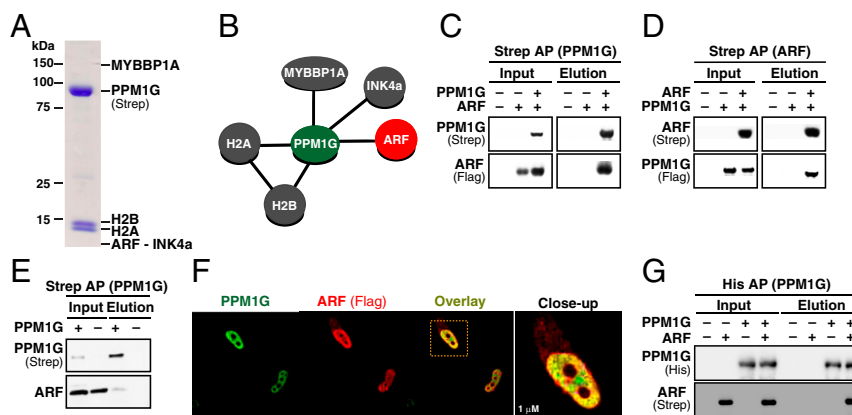 A
kDa
150
100
75
25
15
MYBBP1A
PPM1G
(Strep)
H2B
H2A
ARF - INK4a
B
MYBBP1A
INK4a
H2A
PPM1G
ARF
H2B
C
Strep AP (PPM1G)
Input Elution
PPM1G – – + – – +
ARF – + + – + +
PPM1G
(Strep)
ARF
(Flag)
D
Strep AP (ARF)
Input Elution
ARF – – + – – +
PPM1G – + + – + +
ARF
(Strep)
PPM1G
(Flag)
E
Strep AP (PPM1G)
Input Elution
PPM1G + – + –
PPM1G
(Strep)
ARF
F
PPM1G ARF (Flag) Overlay Close-up
1 μM
G
His AP (PPM1G)
Input Elution
PPM1G – – + + – – + +
ARF – + – + – + – +
PPM1G
(His)
ARF
(Strep)